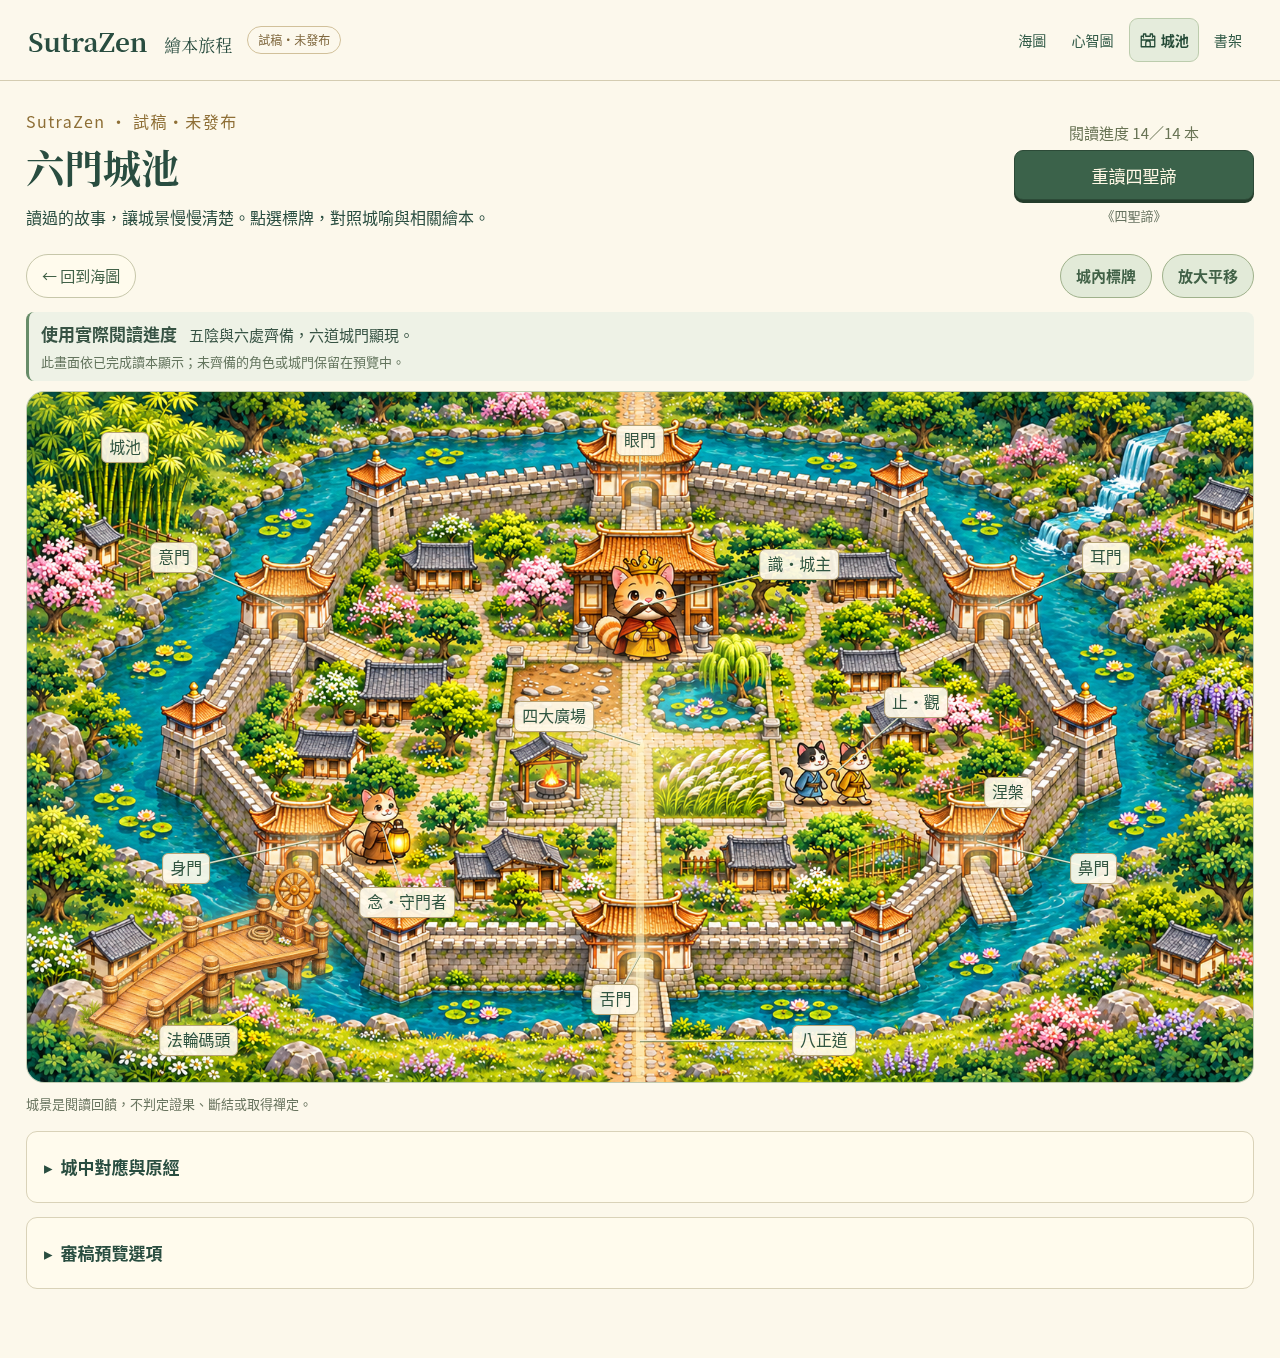 SutraZen 繪本旅程 試稿・未發布
海圖 心智圖 城池 書架
SutraZen ・ 試稿・未發布
六門城池
讀過的故事，讓城景慢慢清楚。點選標牌，對照城喻與相關繪本。
閱讀進度 14／14 本
重讀四聖諦
《四聖諦》
← 回到海圖
城內標牌 放大平移
使用實際閱讀進度 五陰與六處齊備，六道城門顯現。
此畫面依已完成讀本顯示；未齊備的角色或城門保留在預覽中。
城池
眼門
意門
識・城主
耳門
四大廣場
止・觀
涅槃
身門
鼻門
念・守門者
舌門
法輪碼頭
八正道
城景是閱讀回饋，不判定證果、斷結或取得禪定。
▸ 城中對應與原經
▸ 審稿預覽選項